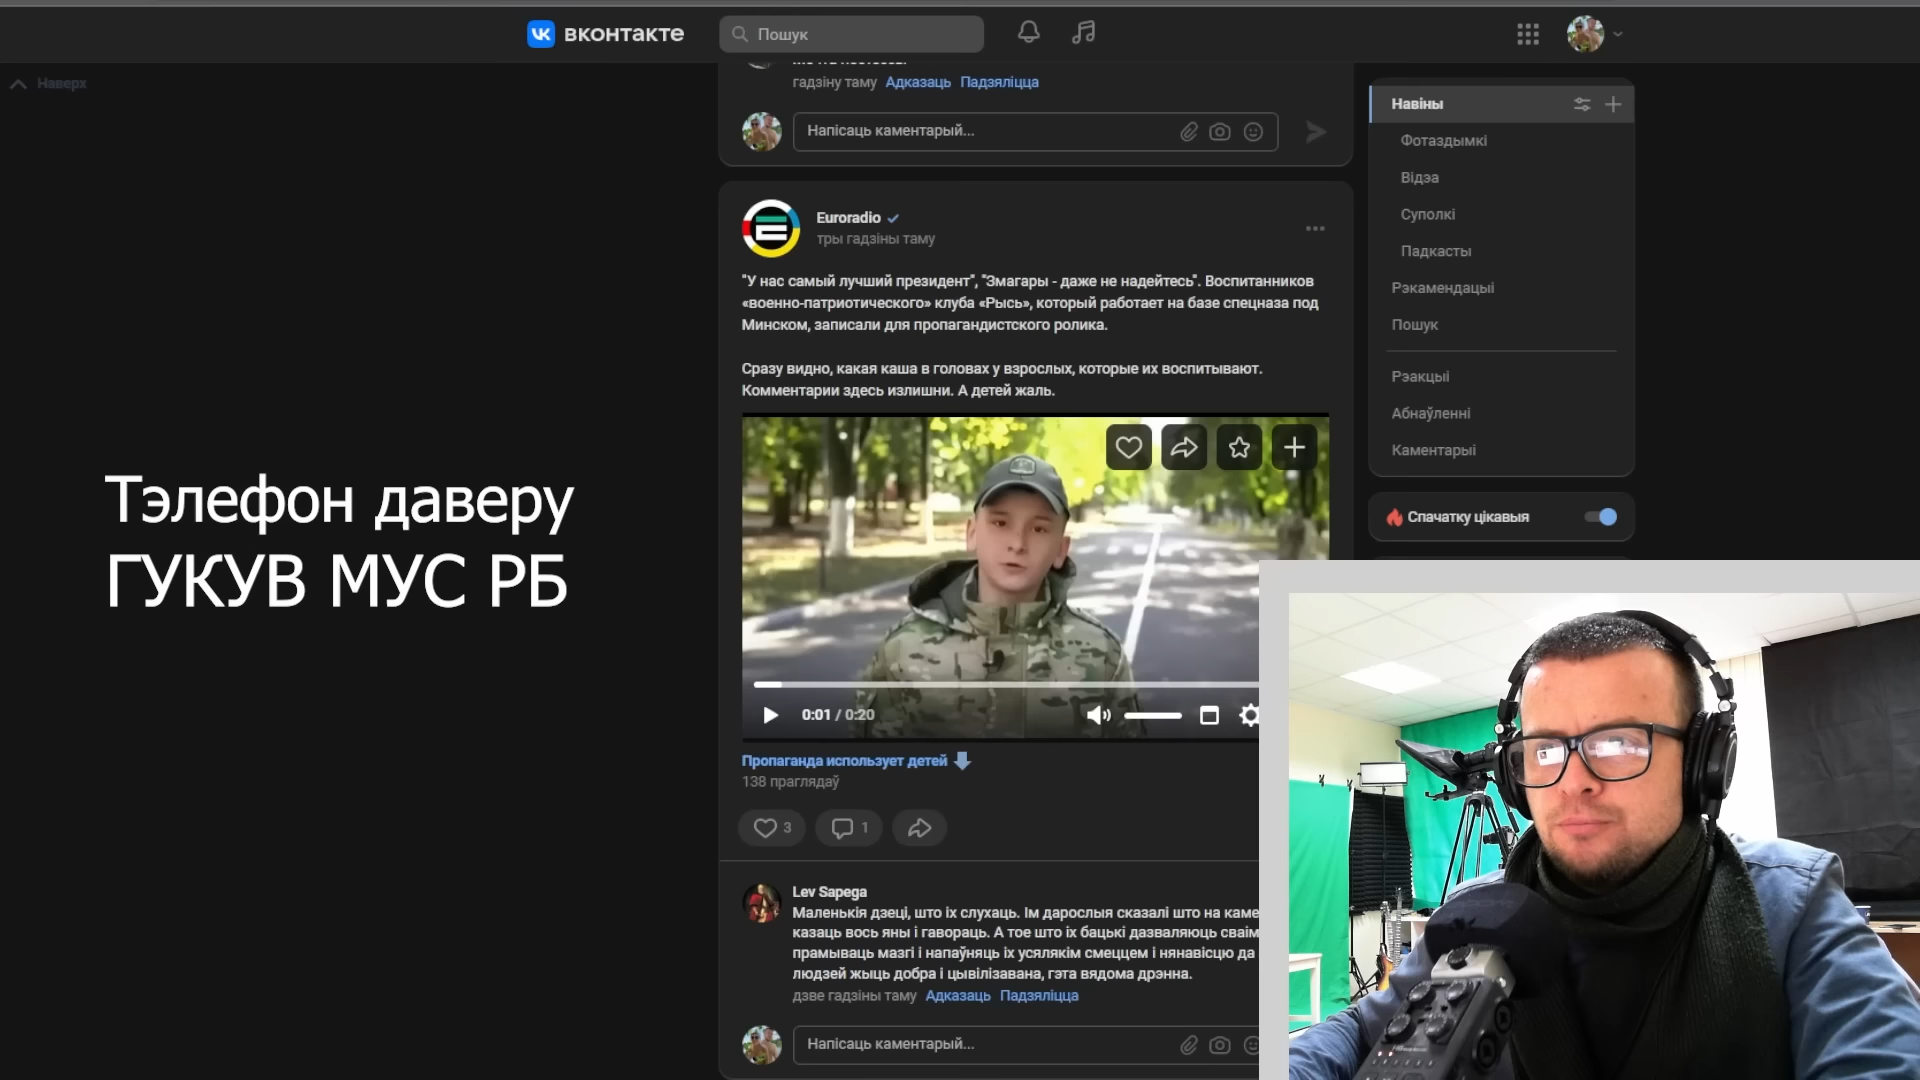 вконтакте
Пошук
Наверх
гадзіну таму Адказаць Падзяліцца
Напісаць каментарый...
Euroradio
тры гадзіны таму
"У нас самый лучший президент", "Змагары - даже не надейтесь". Воспитанников
«военно-патриотического» клуба «Рысь», который работает на базе спецназа под
Минском, записали для пропагандистского ролика.
Сразу видно, какая каша в головах у взрослых, которые их воспитывают.
Комментарии здесь излишни. А детей жаль.
0:01 / 0:20
Пропаганда использует детей
138 праглядаў
3
1
Lev Sapega
Маленькія дзеці, што іх слухаць. Ім дарослыя сказалі што на каме
казаць вось яны і гавораць. А тое што іх бацькі дазваляюць сваім
прамываць мазгі і напаўняць іх усялякім смеццем і нянавісцю да
людзей жыць добра і цывілізавана, гэта вядома дрэнна.
дзве гадзіны таму Адказаць Падзяліцца
Напісаць каментарый...
Навіны
Фотаздымкі
Відэа
Суполкі
Падкасты
Рэкамендацыі
Пошук
Рэакцыі
Абнаўленні
Каментарыі
Спачатку цікавыя
Тэлефон даверу
ГУКУВ МУС РБ